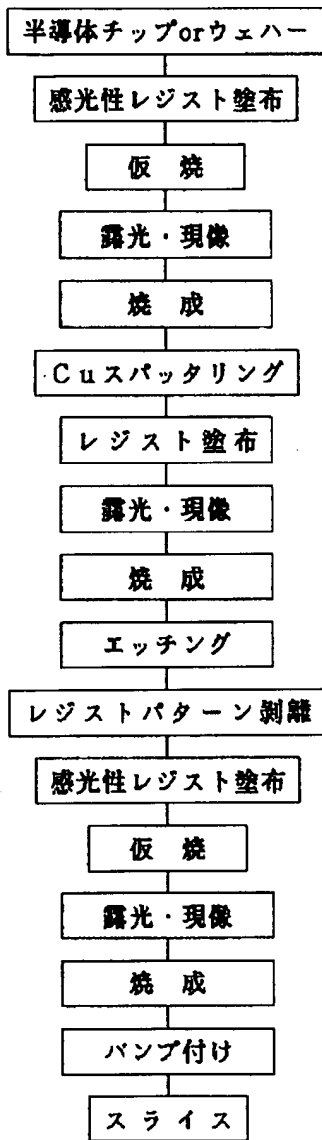 半導体チップorウェハー
感光性レジスト塗布
仮 焼
露光・現像
焼 成
Cuスパッタリング
レジスト塗布
露光・現像
焼 成
エッチング
レジストパターン剝離
感光性レジスト塗布
仮 焼
露光・現像
焼 成
バンプ付け
スライス